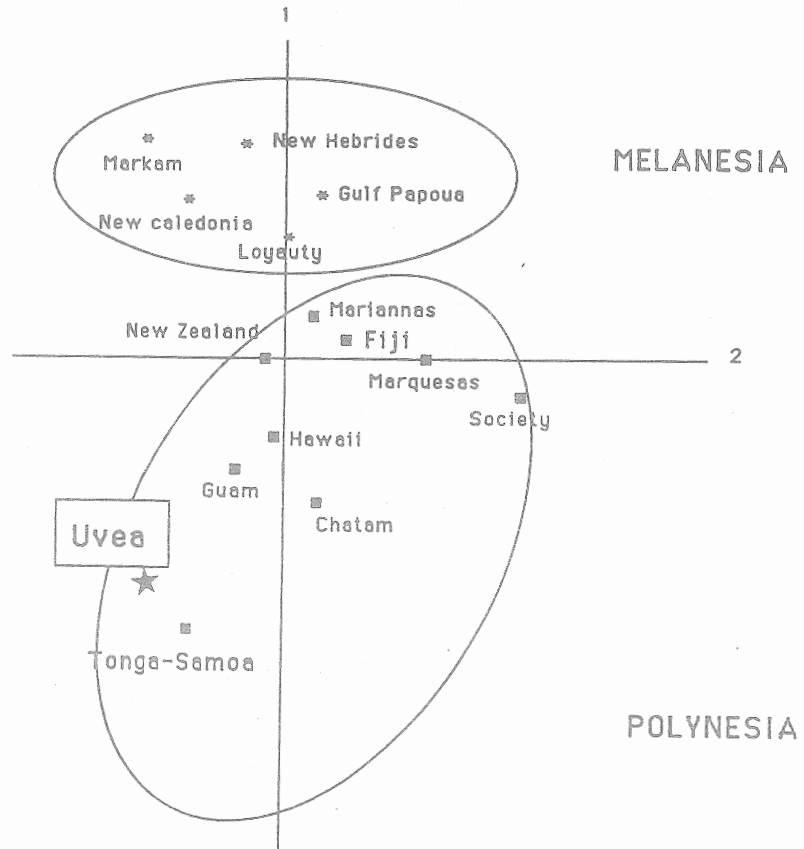 1
New Hebrides
Markam
MELANESIA
Gulf Papoua
New caledonia
Loyauty
Mariannas
New Zealand
Fiji
2
Marquesas
Society
Hawaii
Guam
Chatam
Uvea
Tonga-Samoa
POLYNESIA